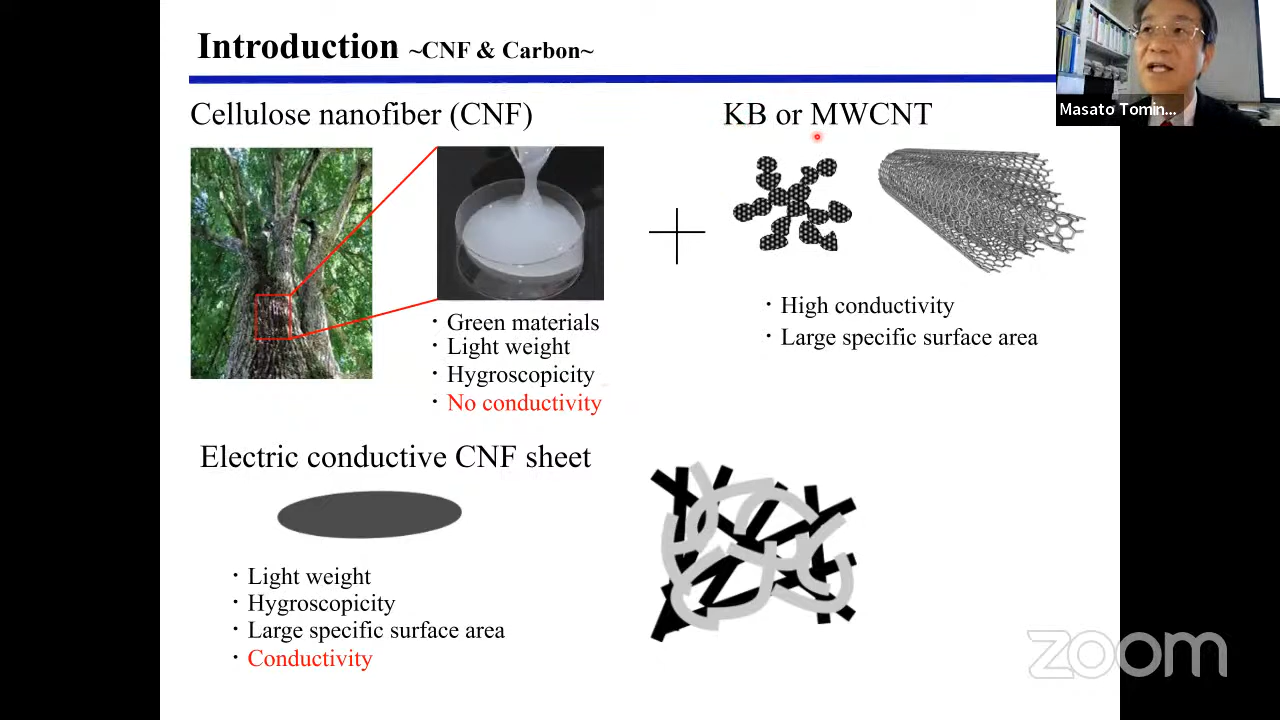 Introduction ~CNF & Carbon~
Masato Tomin...
Cellulose nanofiber (CNF)
KB or MWCNT
・Green materials
・Light weight
・Hygroscopicity
・No conductivity
・High conductivity
・Large specific surface area
Electric conductive CNF sheet
・Light weight
・Hygroscopicity
・Large specific surface area
・Conductivity
zoom